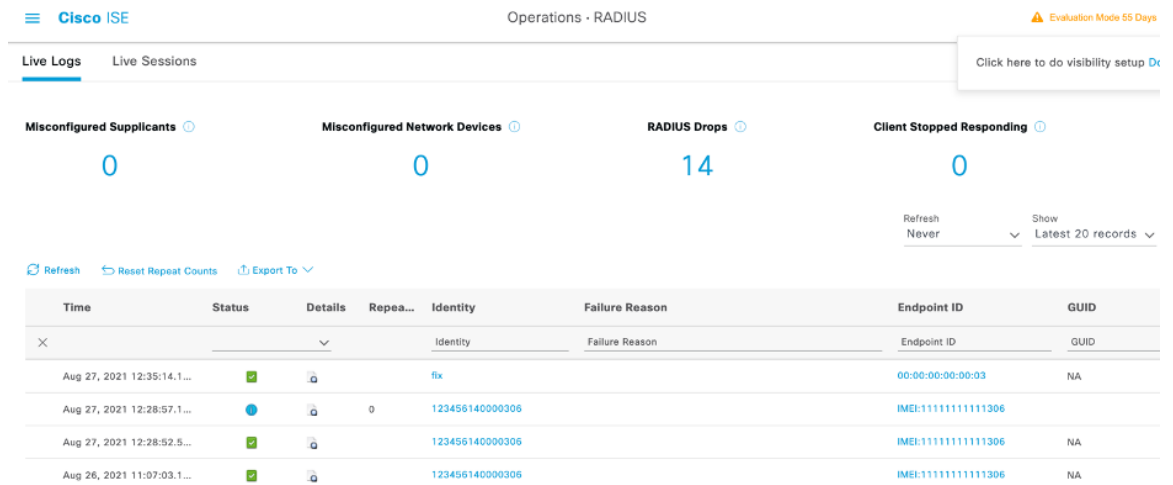 Cisco ISE
Operations · RADIUS
Evaluation Mode 55 Days
Live Logs Live Sessions
Click here to do visibility setup Do
Misconfigured Supplicants Misconfigured Network Devices RADIUS Drops Client Stopped Responding
0 0 14 0
Refresh Show
Never Latest 20 records
Refresh Reset Repeat Counts Export To
Time Status Details Repea... Identity Failure Reason Endpoint ID GUID
Identity Failure Reason Endpoint ID GUID
Aug 27, 2021 12:35:14.1... fix 00:00:00:00:00:03 NA
Aug 27, 2021 12:28:57.1... 0 123456140000306 IMEI:11111111111306
Aug 27, 2021 12:28:52.5... 123456140000306 IMEI:11111111111306 NA
Aug 26, 2021 11:07:03.1... 123456140000306 IMEI:11111111111306 NA